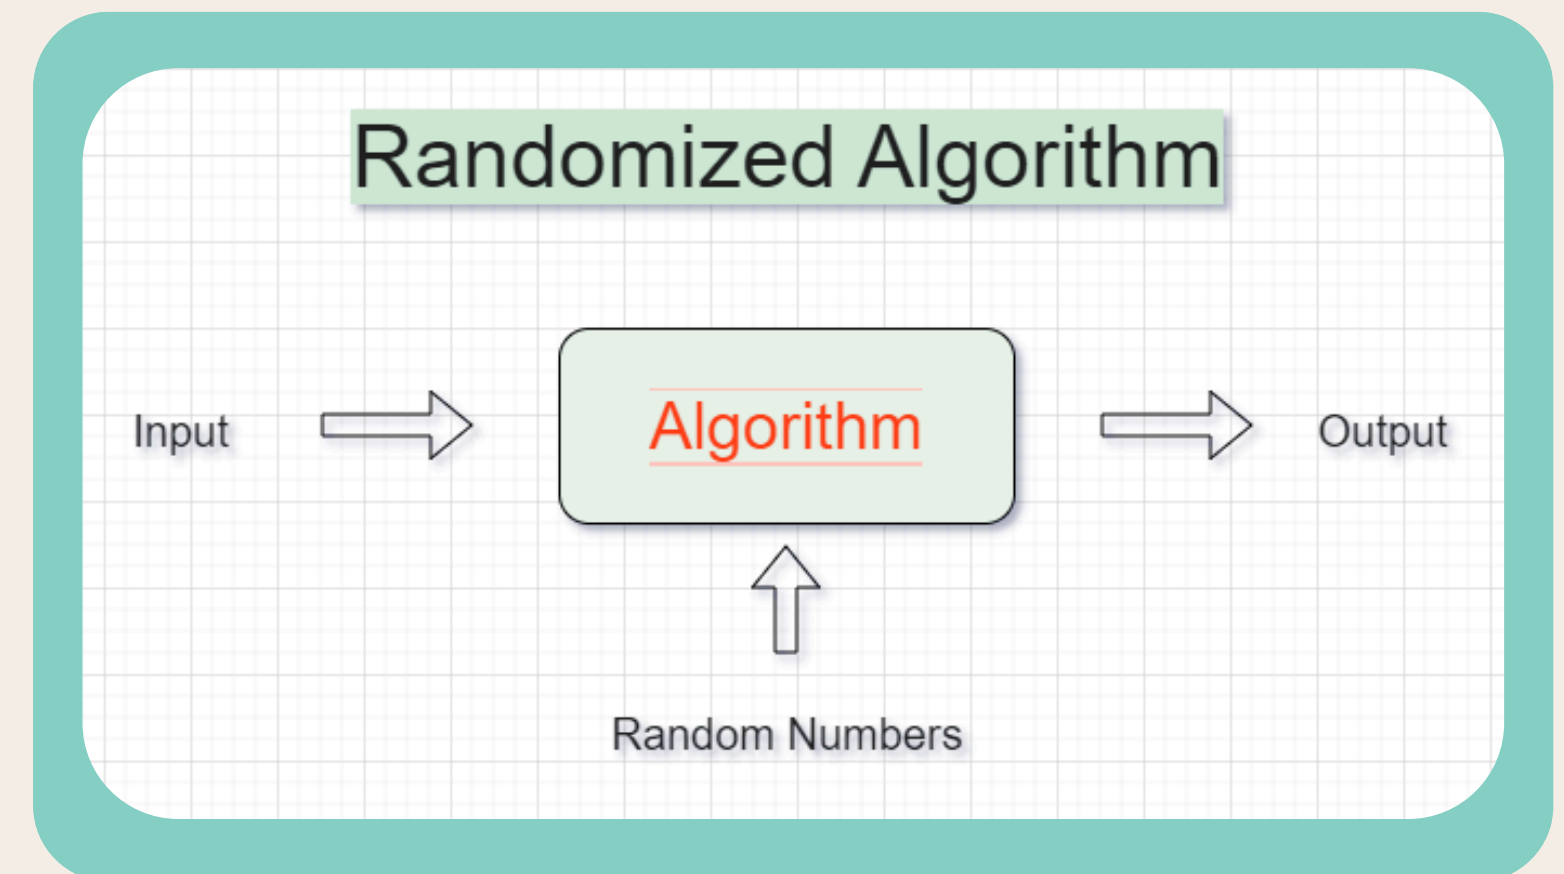 Randomized Algorithm
Input
Algorithm
Output
Random Numbers